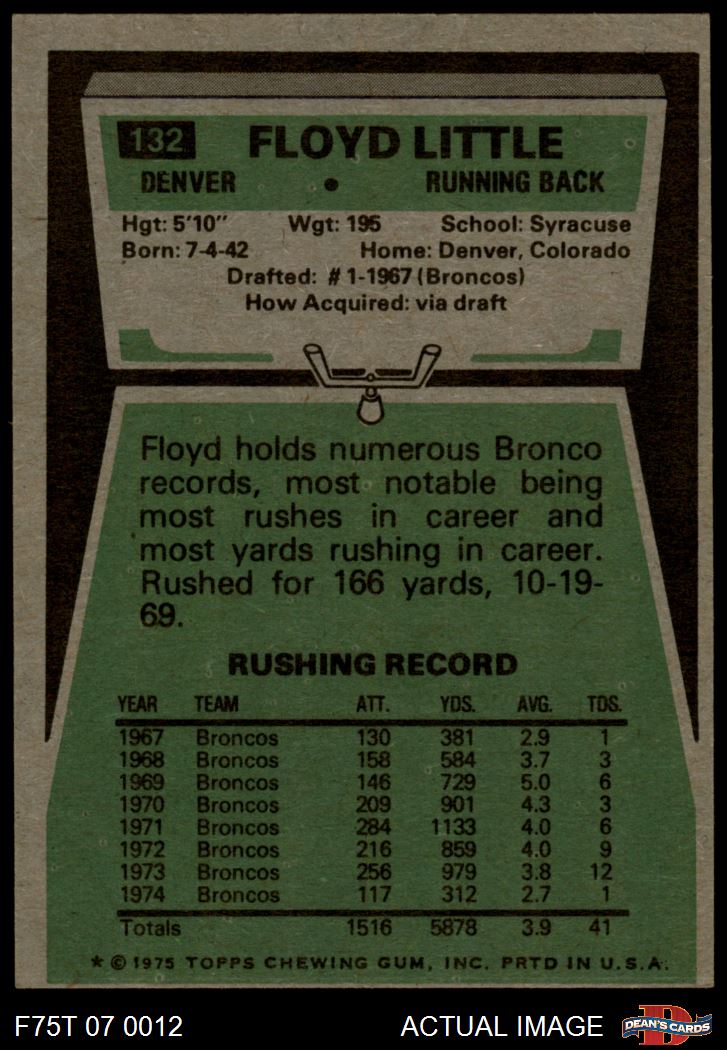 132 FLOYD LITTLE
DENVER • RUNNING BACK
Hgt: 5'10" Wgt: 195 School: Syracuse
Born: 7-4-42 Home: Denver, Colorado
Drafted: #1-1967 (Broncos)
How Acquired: via draft
Floyd holds numerous Bronco
records, most notable being
most rushes in career and
most yards rushing in career.
Rushed for 166 yards, 10-19-
69.
RUSHING RECORD
YEAR TEAM ATT. YDS. AVG. TDS.
1967 Broncos 130 381 2.9 1
1968 Broncos 158 584 3.7 3
1969 Broncos 146 729 5.0 6
1970 Broncos 209 901 4.3 3
1971 Broncos 284 1133 4.0 6
1972 Broncos 216 859 4.0 9
1973 Broncos 256 979 3.8 12
1974 Broncos 117 312 2.7 1
Totals 1516 5878 3.9 41
* © 1975 TOPPS CHEWING GUM, INC. PRTD IN U.S.A.
F75T 07 0012 ACTUAL IMAGE D DEAN'S CARDS